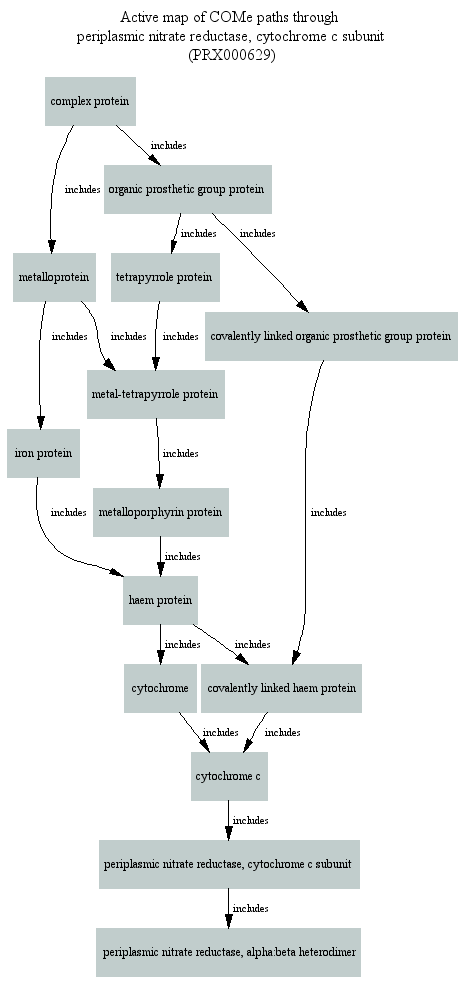 Active map of COMe paths through
periplasmic nitrate reductase, cytochrome c subunit
(PRX000629)
complex protein
includes
includes
organic prosthetic group protein
includes
includes
metalloprotein
tetrapyrrole protein
covalently linked organic prosthetic group protein
includes
includes
includes
metal-tetrapyrrole protein
iron protein
includes
metalloporphyrin protein
includes
includes
includes
haem protein
includes
includes
cytochrome
covalently linked haem protein
includes
includes
cytochrome c
includes
periplasmic nitrate reductase, cytochrome c subunit
includes
periplasmic nitrate reductase, alpha:beta heterodimer